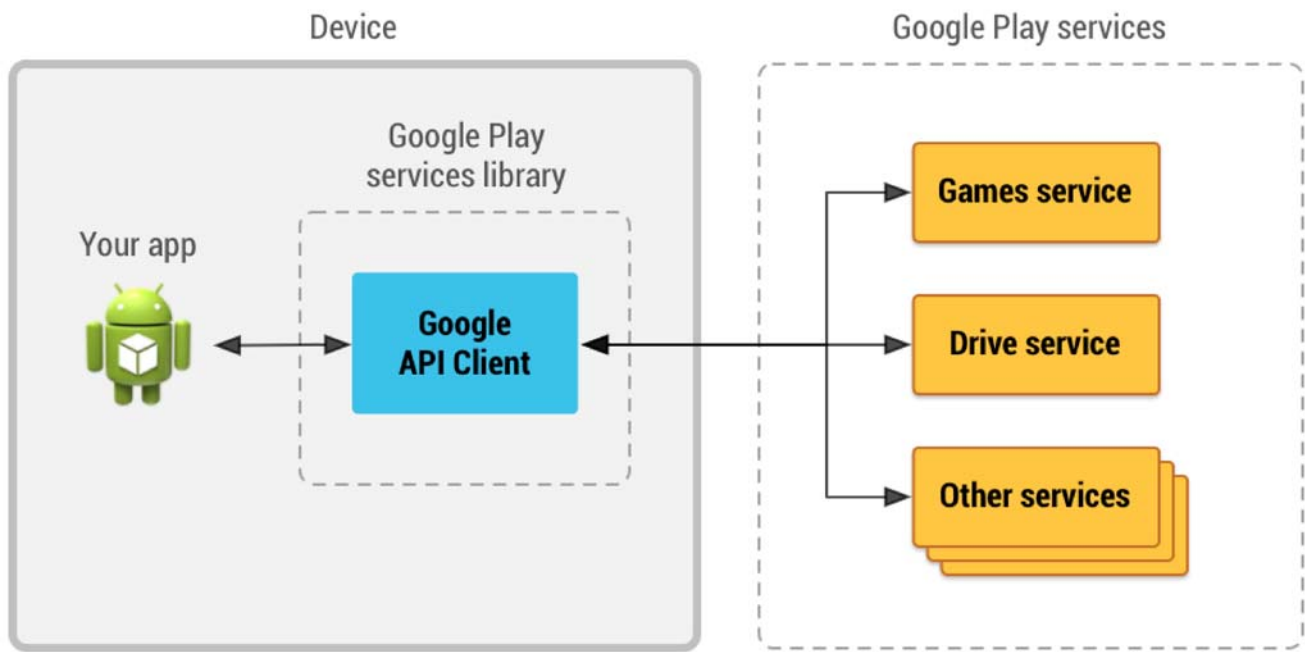 Device
Google Play services
Google Play
services library
Your app
Google
API Client
Games service
Drive service
Other services